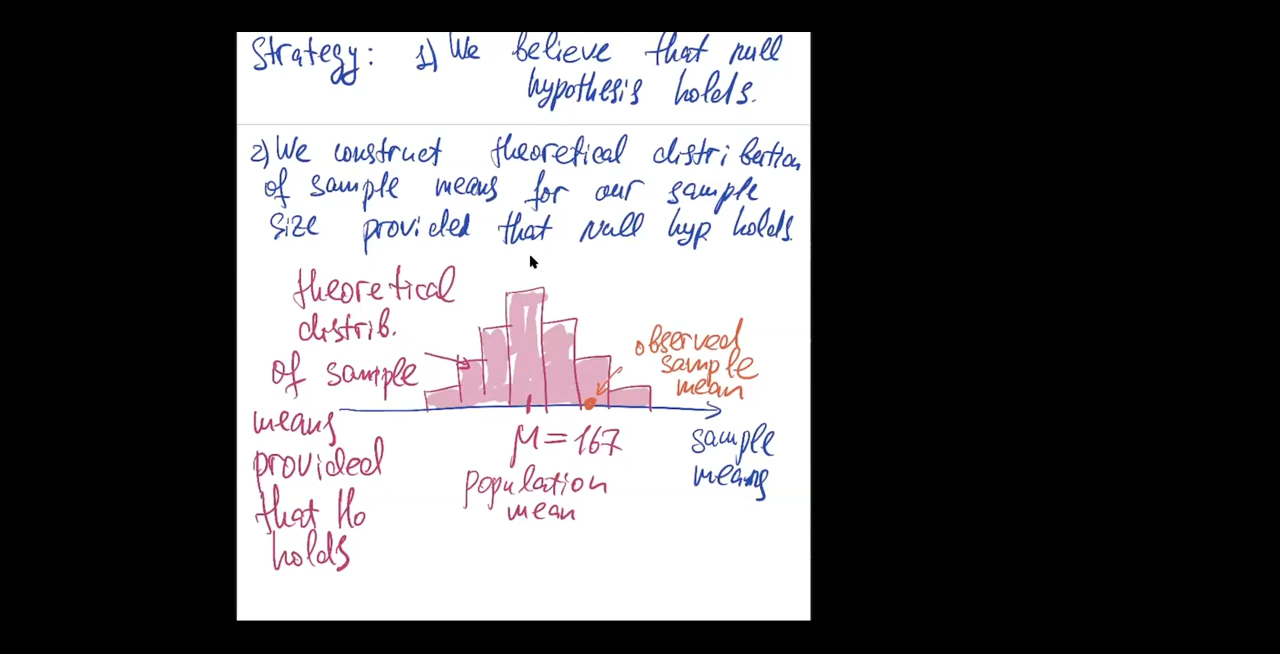 Strategy: 1) We believe that null
hypothesis holds.
2) We construct theoretical distribution
of sample means for our sample
size provided that null hyp holds.
theoretical
distrib.
of sample
means
provided
that H0
holds
observed
sample
mean
μ = 167
population
mean
sample
means